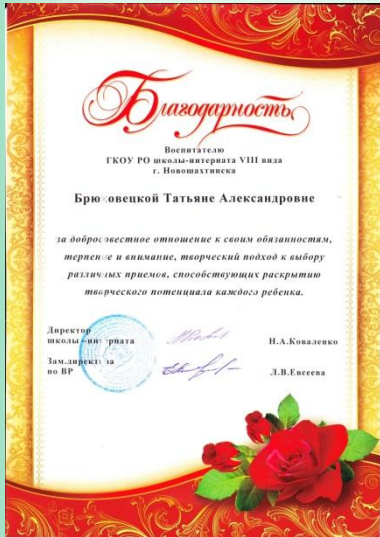 Благодарность
Воспитателю
ГКОУ РО школы-интерната VIII вида
г. Новошахтинска
Брюховецкой Татьяне Александровне
за добросовестное отношение к своим обязанностям,
терпение и внимание, творческий подход к выбору
различных приемов, способствующих раскрытию
творческого потенциала каждого ребенка.
Директор
школы-интерната Н.А.Коваленко
Зам.директора
по ВР Л.В.Евсеева